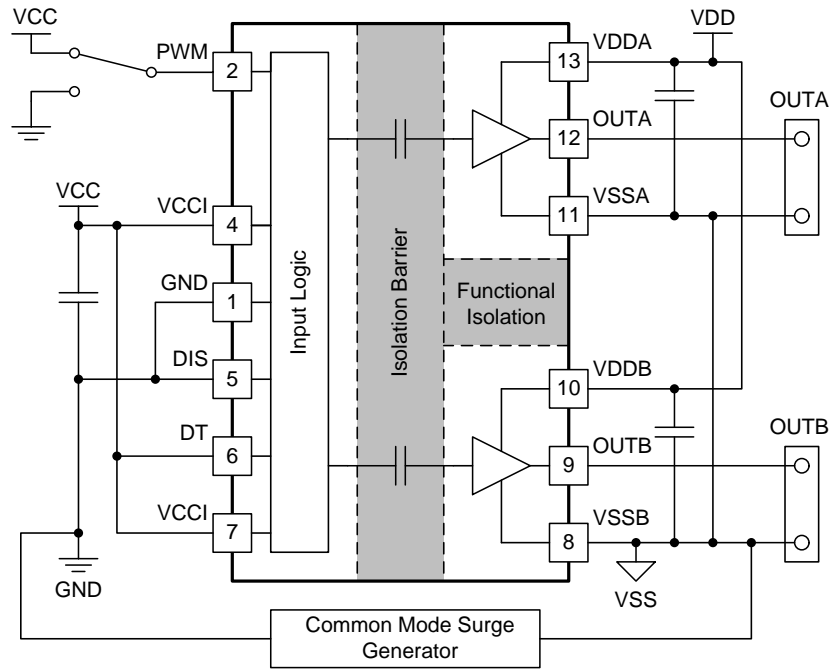 VCC
PWM
2
VCC
VCCI
4
GND
1
DIS
5
DT
6
VCCI
7
GND
Input Logic
Isolation Barrier
Functional
Isolation
13
VDDA
VDD
12
OUTA
OUTA
11
VSSA
10
VDDB
9
OUTB
OUTB
8
VSSB
VSS
Common Mode Surge
Generator